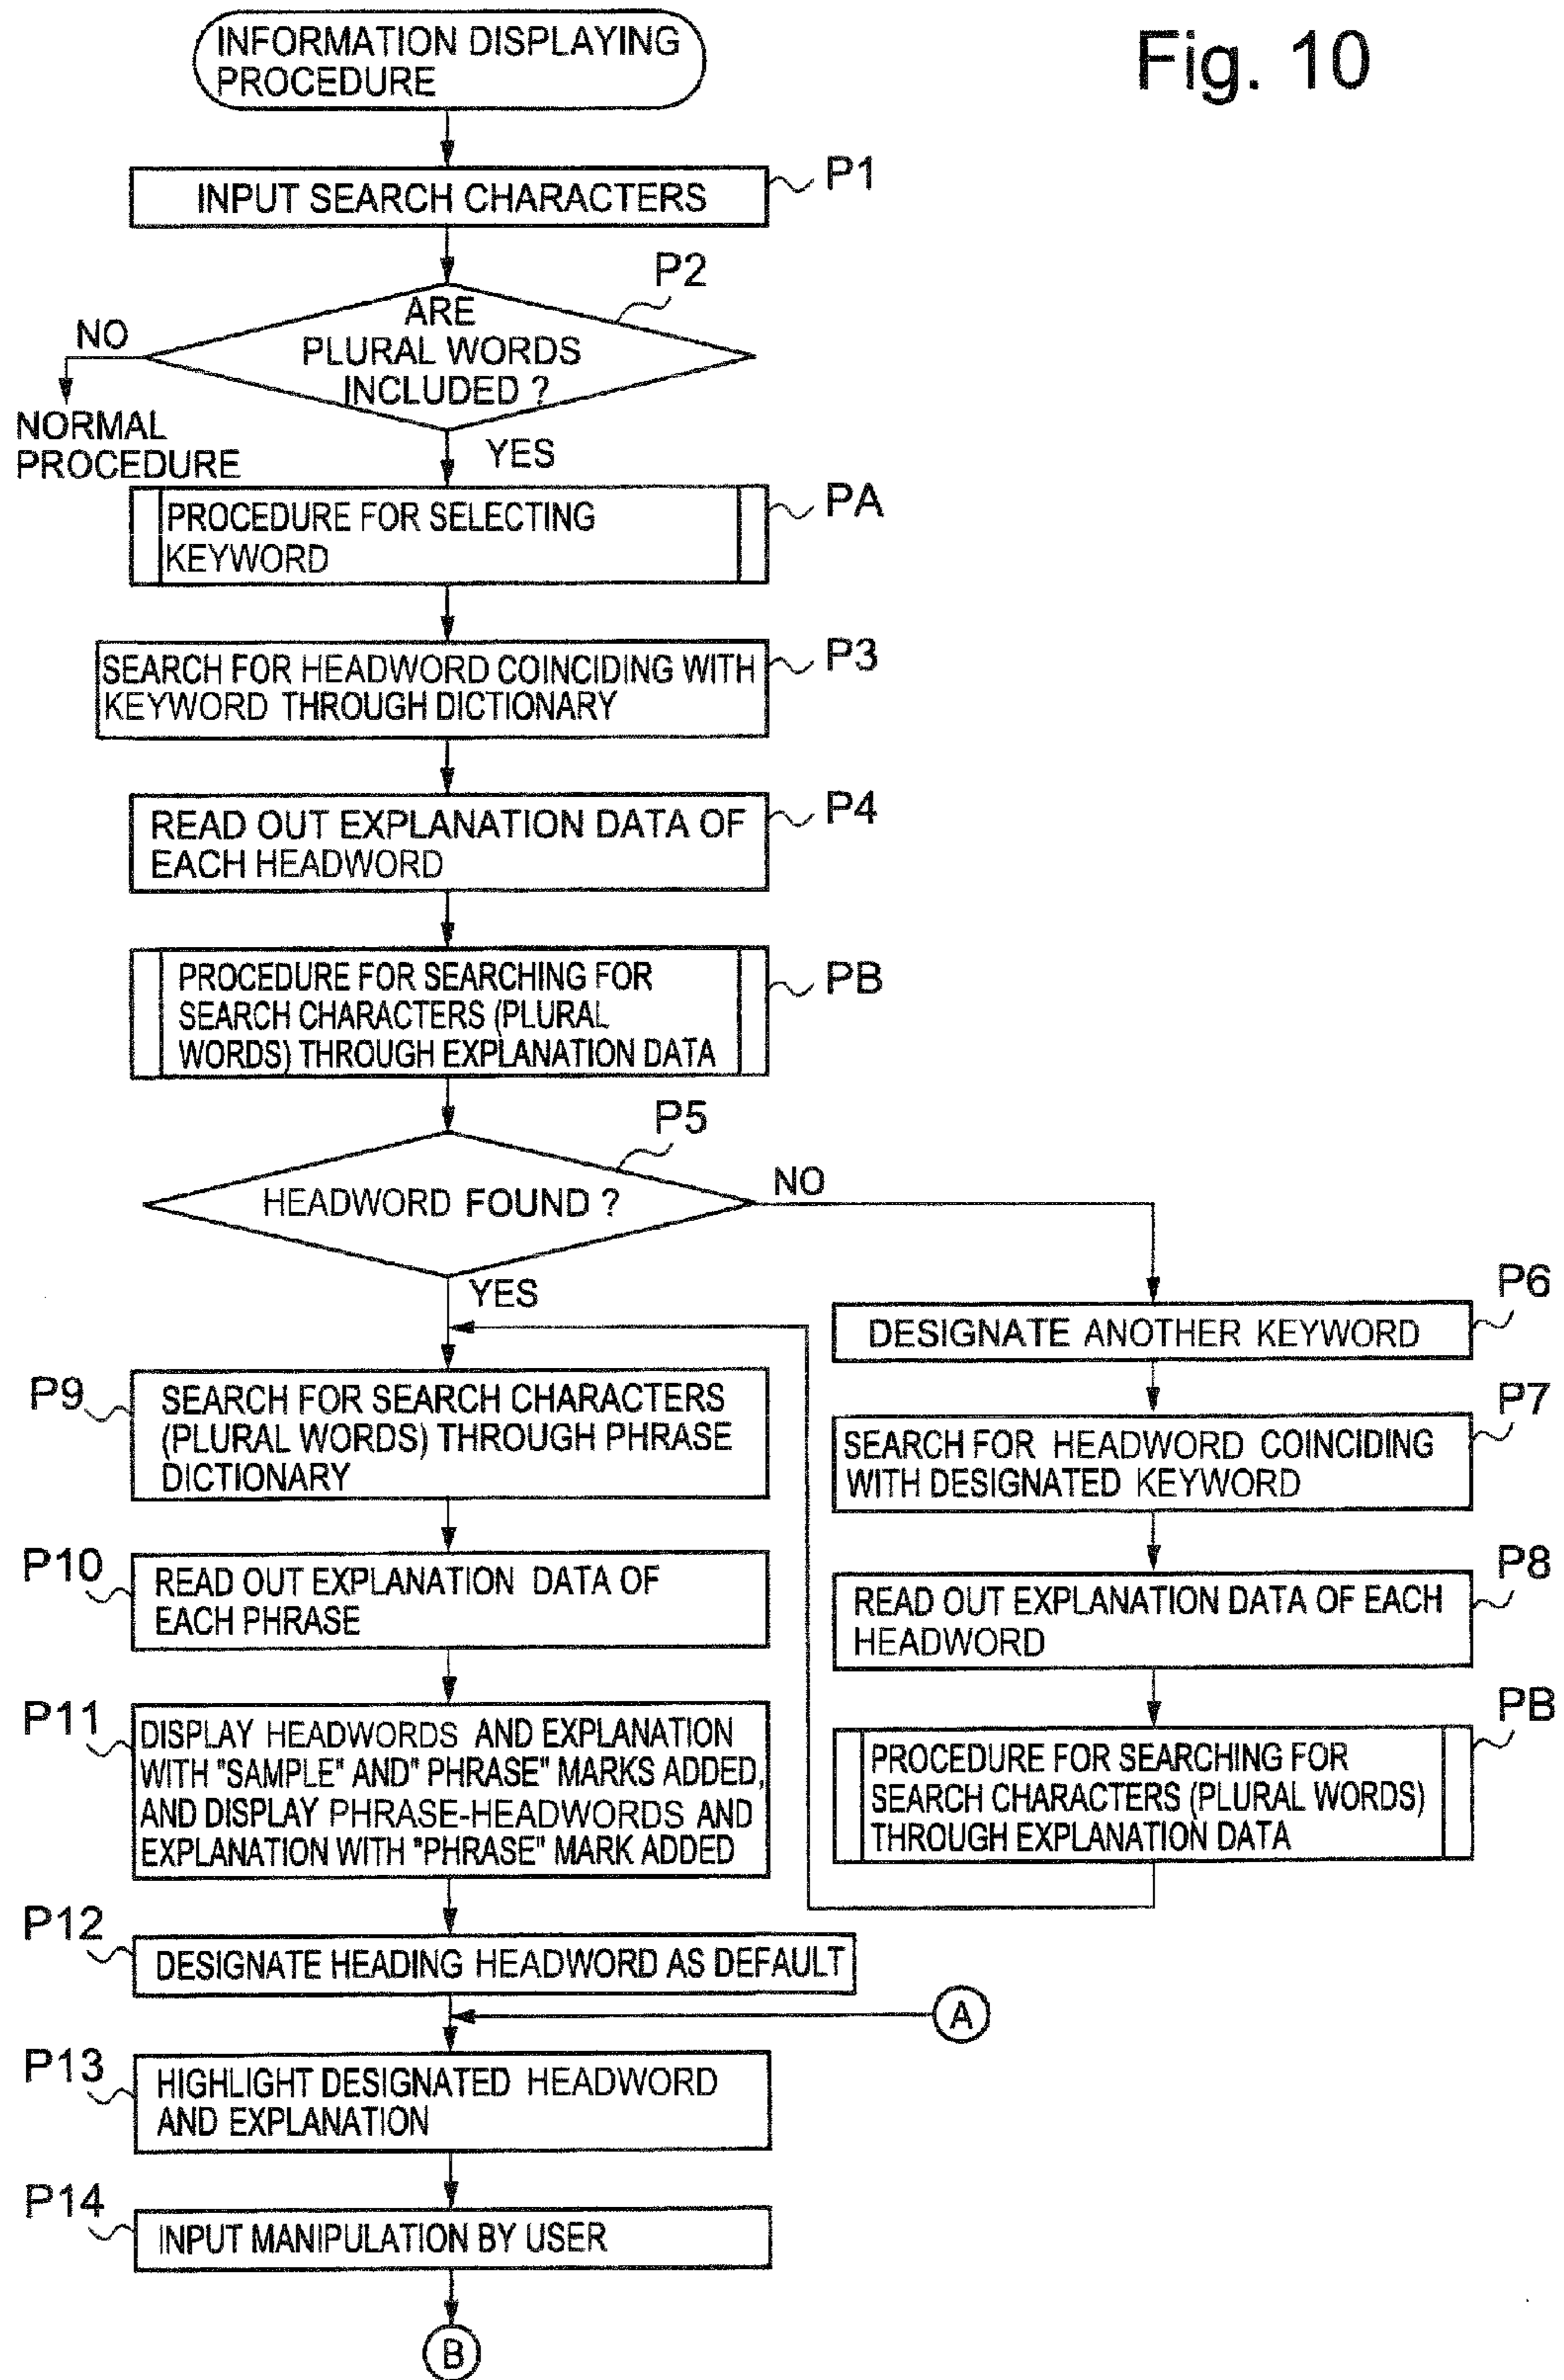 Fig. 10
INFORMATION DISPLAYING
PROCEDURE
INPUT SEARCH CHARACTERS
P1
P2
ARE
PLURAL WORDS
INCLUDED ?
NO
NORMAL
PROCEDURE
YES
PROCEDURE FOR SELECTING
KEYWORD
PA
SEARCH FOR HEADWORD COINCIDING WITH
KEYWORD THROUGH DICTIONARY
P3
READ OUT EXPLANATION DATA OF
EACH HEADWORD
P4
PROCEDURE FOR SEARCHING FOR
SEARCH CHARACTERS (PLURAL
WORDS) THROUGH EXPLANATION DATA
PB
P5
HEADWORD FOUND ?
NO
YES
P6
DESIGNATE ANOTHER KEYWORD
P7
SEARCH FOR HEADWORD COINCIDING
WITH DESIGNATED KEYWORD
P8
READ OUT EXPLANATION DATA OF EACH
HEADWORD
PB
PROCEDURE FOR SEARCHING FOR
SEARCH CHARACTERS (PLURAL WORDS)
THROUGH EXPLANATION DATA
P9
SEARCH FOR SEARCH CHARACTERS
(PLURAL WORDS) THROUGH PHRASE
DICTIONARY
P10
READ OUT EXPLANATION DATA OF
EACH PHRASE
P11
DISPLAY HEADWORDS AND EXPLANATION
WITH "SAMPLE" AND" PHRASE" MARKS ADDED,
AND DISPLAY PHRASE-HEADWORDS AND
EXPLANATION WITH "PHRASE" MARK ADDED
P12
DESIGNATE HEADING HEADWORD AS DEFAULT
A
P13
HIGHLIGHT DESIGNATED HEADWORD
AND EXPLANATION
P14
INPUT MANIPULATION BY USER
B